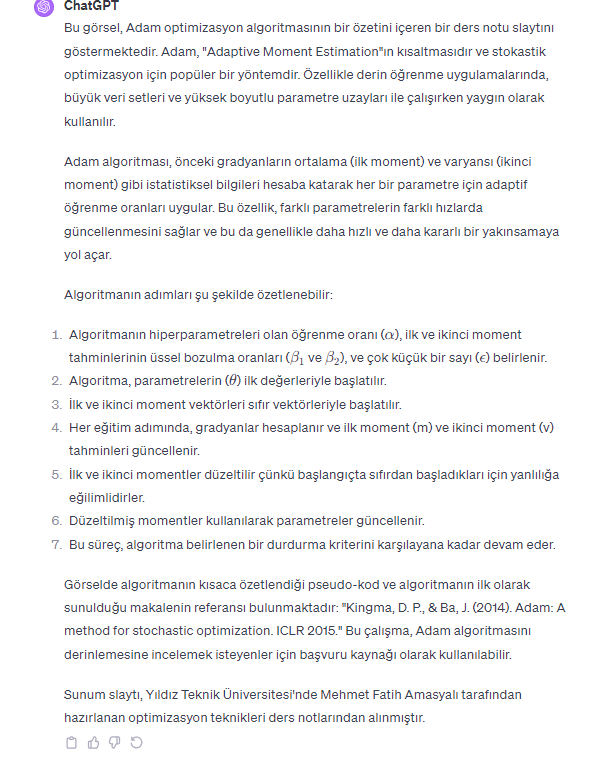 ChatGPT
Bu görsel, Adam optimizasyon algoritmasının bir özetini içeren bir ders notu slaytını
göstermektedir. Adam, "Adaptive Moment Estimation"ın kısaltmasıdır ve stokastik
optimizasyon için popüler bir yöntemdir. Özellikle derin öğrenme uygulamalarında,
büyük veri setleri ve yüksek boyutlu parametre uzayları ile çalışırken yaygın olarak
kullanılır.
Adam algoritması, önceki gradyanların ortalama (ilk moment) ve varyansı (ikinci
moment) gibi istatistiksel bilgileri hesaba katarak her bir parametre için adaptif
öğrenme oranları uygular. Bu özellik, farklı parametrelerin farklı hızlarda
güncellenmesini sağlar ve bu da genellikle daha hızlı ve daha kararlı bir yakınsamaya
yol açar.
Algoritmanın adımları şu şekilde özetlenebilir:
1. Algoritmanın hiperparametreleri olan öğrenme oranı (α), ilk ve ikinci moment
tahminlerinin üssel bozulma oranları (β₁ ve β₂), ve çok küçük bir sayı (ϵ) belirlenir.
2. Algoritma, parametrelerin (θ) ilk değerleriyle başlatılır.
3. İlk ve ikinci moment vektörleri sıfır vektörleriyle başlatılır.
4. Her eğitim adımında, gradyanlar hesaplanır ve ilk moment (m) ve ikinci moment (v)
tahminleri güncellenir.
5. İlk ve ikinci momentler düzeltilir çünkü başlangıçta sıfırdan başladıkları için yanlılığa
eğilimlidirler.
6. Düzeltilmiş momentler kullanılarak parametreler güncellenir.
7. Bu süreç, algoritma belirlenen bir durdurma kriterini karşılayana kadar devam eder.
Görselde algoritmanın kısaca özetlendiği pseudo-kod ve algoritmanın ilk olarak
sunulduğu makalenin referansı bulunmaktadır: "Kingma, D. P., & Ba, J. (2014). Adam: A
method for stochastic optimization. ICLR 2015." Bu çalışma, Adam algoritmasını
derinlemesine incelemek isteyenler için başvuru kaynağı olarak kullanılabilir.
Sunum slaytı, Yıldız Teknik Üniversitesi'nde Mehmet Fatih Amasyalı tarafından
hazırlanan optimizasyon teknikleri ders notlarından alınmıştır.